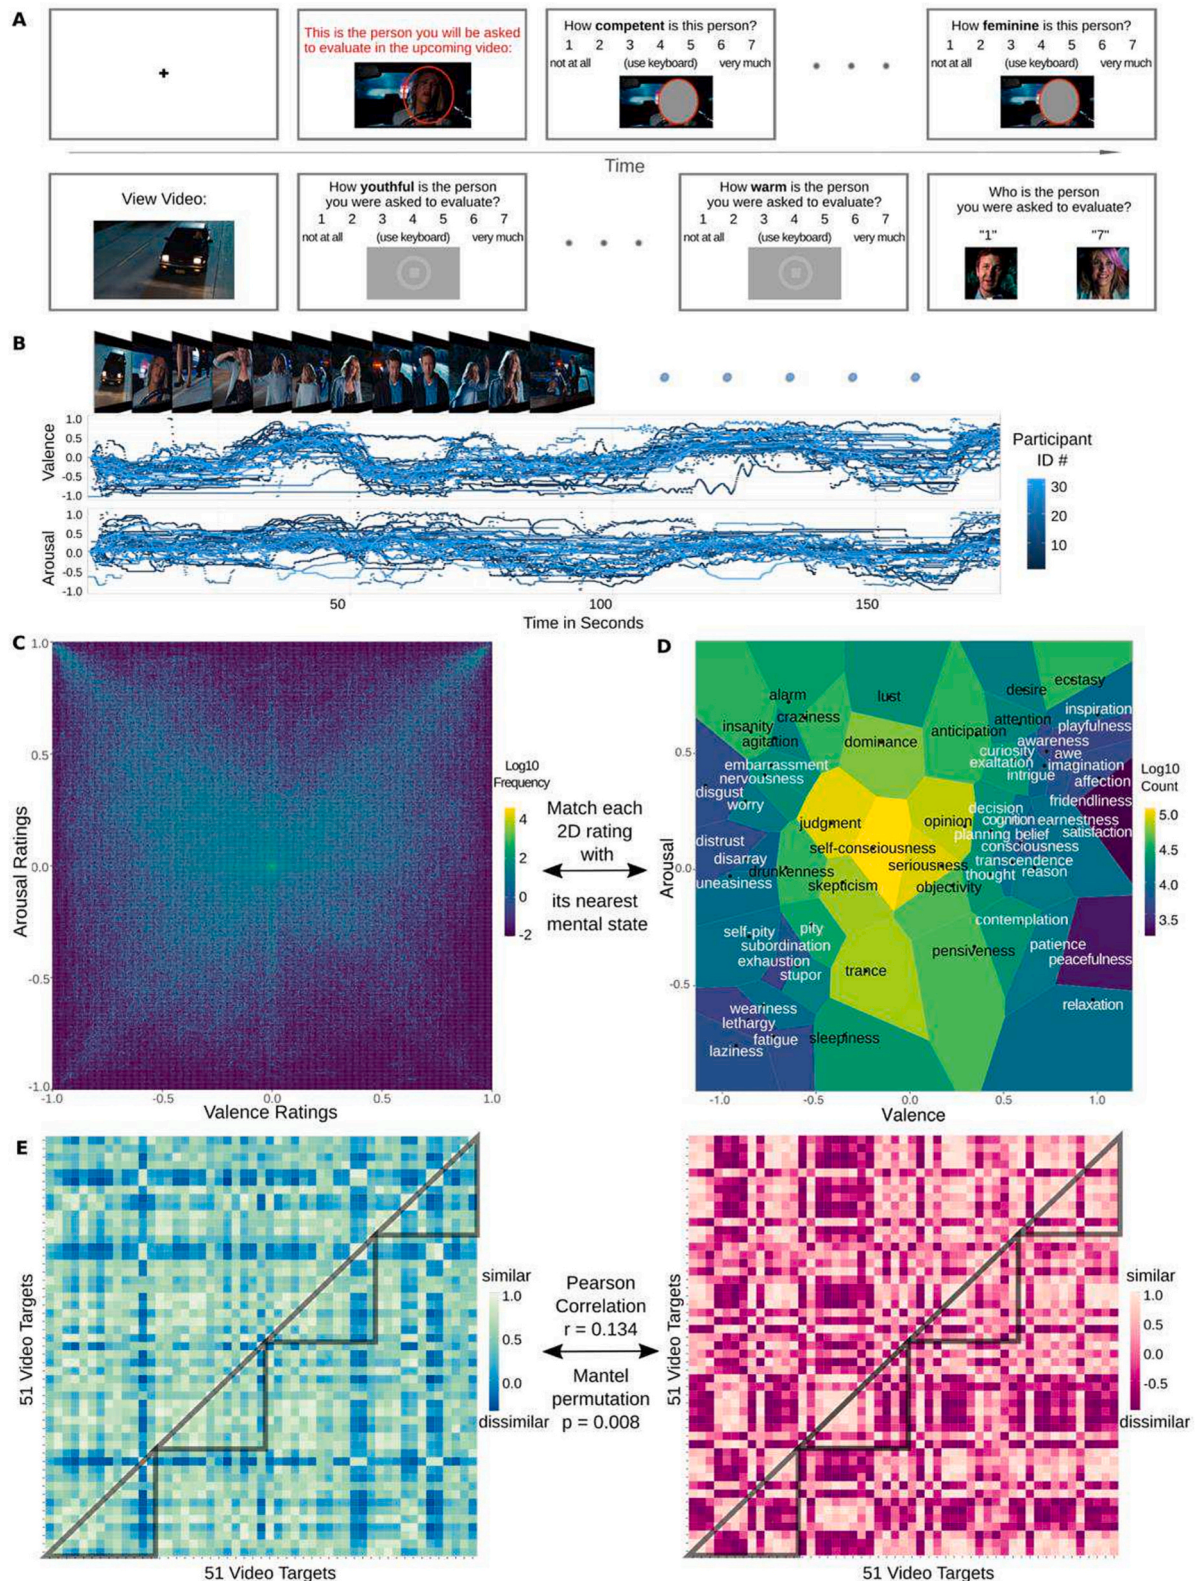 A
This is the person you will be asked
to evaluate in the upcoming video:
How competent is this person?
1 2 3 4 5 6 7
not at all (use keyboard) very much
How feminine is this person?
1 2 3 4 5 6 7
not at all (use keyboard) very much
Time
View Video:
How youthful is the person
you were asked to evaluate?
1 2 3 4 5 6 7
not at all (use keyboard) very much
How warm is the person
you were asked to evaluate?
1 2 3 4 5 6 7
not at all (use keyboard) very much
Who is the person
you were asked to evaluate?
"1" "7"
B
Valence
1.0
0.5
0.0
-0.5
-1.0
Arousal
1.0
0.5
0.0
-0.5
-1.0
50 100 150
Time in Seconds
Participant
ID #
30
20
10
C
Arousal Ratings
1.0
0.5
0.0
-0.5
-1.0
-1.0 -0.5 0.0 0.5 1.0
Valence Ratings
Log10
Frequency
4
2
0
-2
Match each
2D rating
with
its nearest
mental state
D
Arousal
0.5
0.0
-0.5
-1.0 -0.5 0.0 0.5 1.0
Valence
ecstasy
alarm
lust
desire
inspiration
craziness
attention
playfulness
insanity
anticipation
agitation
dominance
awareness
curiosity
awe
embarrassment
exaltation
imagination
nervousness
intrigue
affection
disgust
worry
decision
fridendliness
judgment
opinion
cognition
earnestness
planning
belief
satisfaction
distrust
self-consciousness
consciousness
disarray
seriousness
transcendence
drunkenness
thought
reason
uneasiness
skepticism
objectivity
contemplation
self-pity
pity
subordination
pensiveness
patience
exhaustion
peacefulness
stupor
trance
weariness
relaxation
lethargy
fatigue
sleepiness
laziness
Log10
Count
5.0
4.5
4.0
3.5
E
51 Video Targets
51 Video Targets
similar
1.0
0.5
0.0
dissimilar
Pearson
Correlation
r = 0.134
Mantel
permutation
p = 0.008
51 Video Targets
51 Video Targets
similar
1.0
0.5
0.0
-0.5
dissimilar